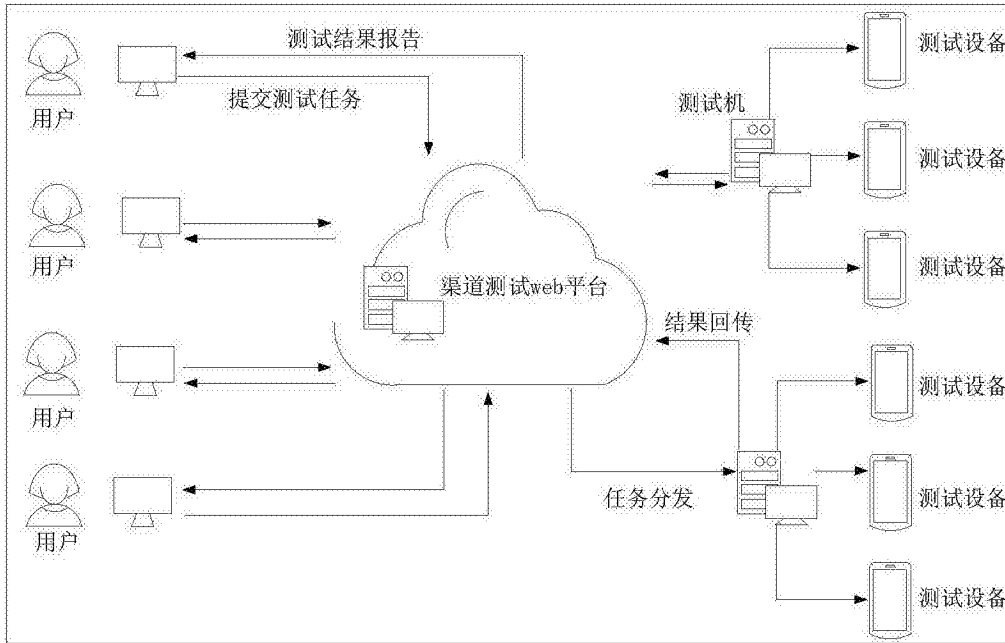 测试结果报告
提交测试任务
用户
用户
用户
用户
渠道测试web平台
测试机
结果回传
任务分发
测试设备
测试设备
测试设备
测试设备
测试设备
测试设备